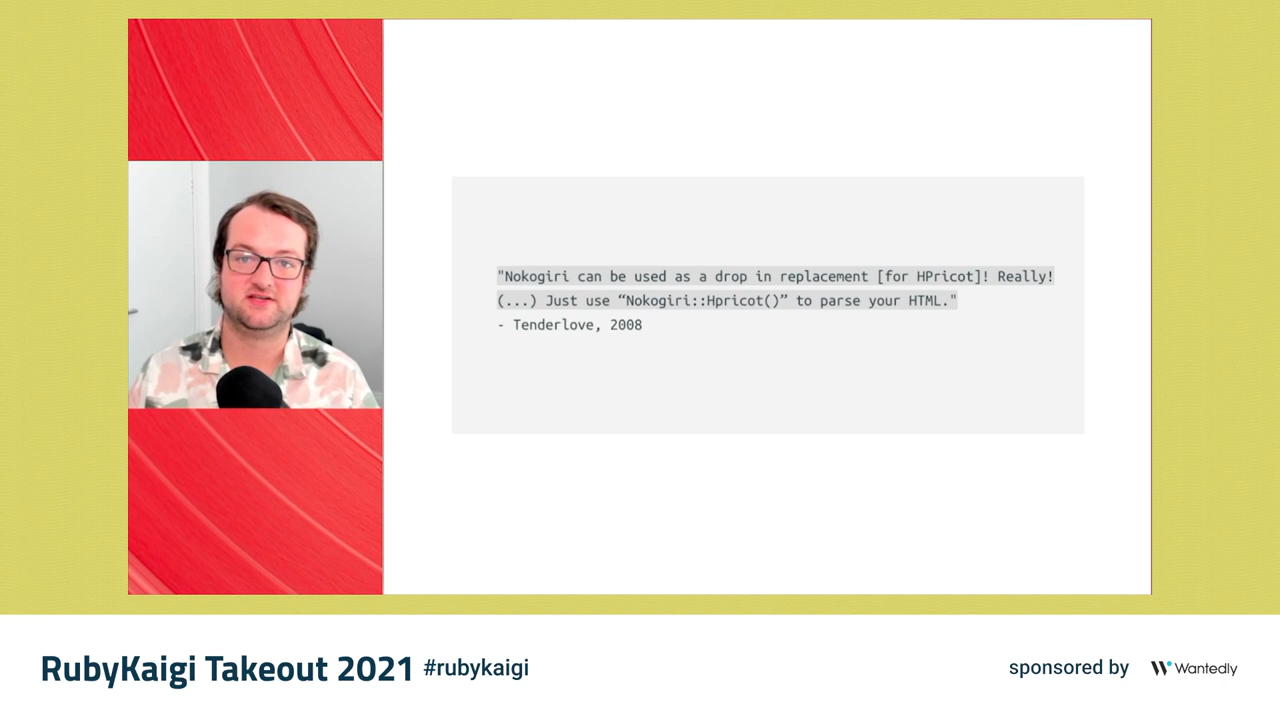 "Nokogiri can be used as a drop in replacement [for HPricot]! Really!
(...) Just use “Nokogiri::Hpricot()” to parse your HTML."
- Tenderlove, 2008
RubyKaigi Takeout 2021 #rubykaigi
sponsored by Wantedly